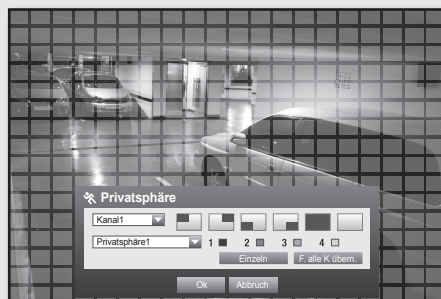 Privatsphäre
Kanal1
Privatsphäre1 1 2 3 4
Einzeln F. alle K übern.
Ok Abbruch